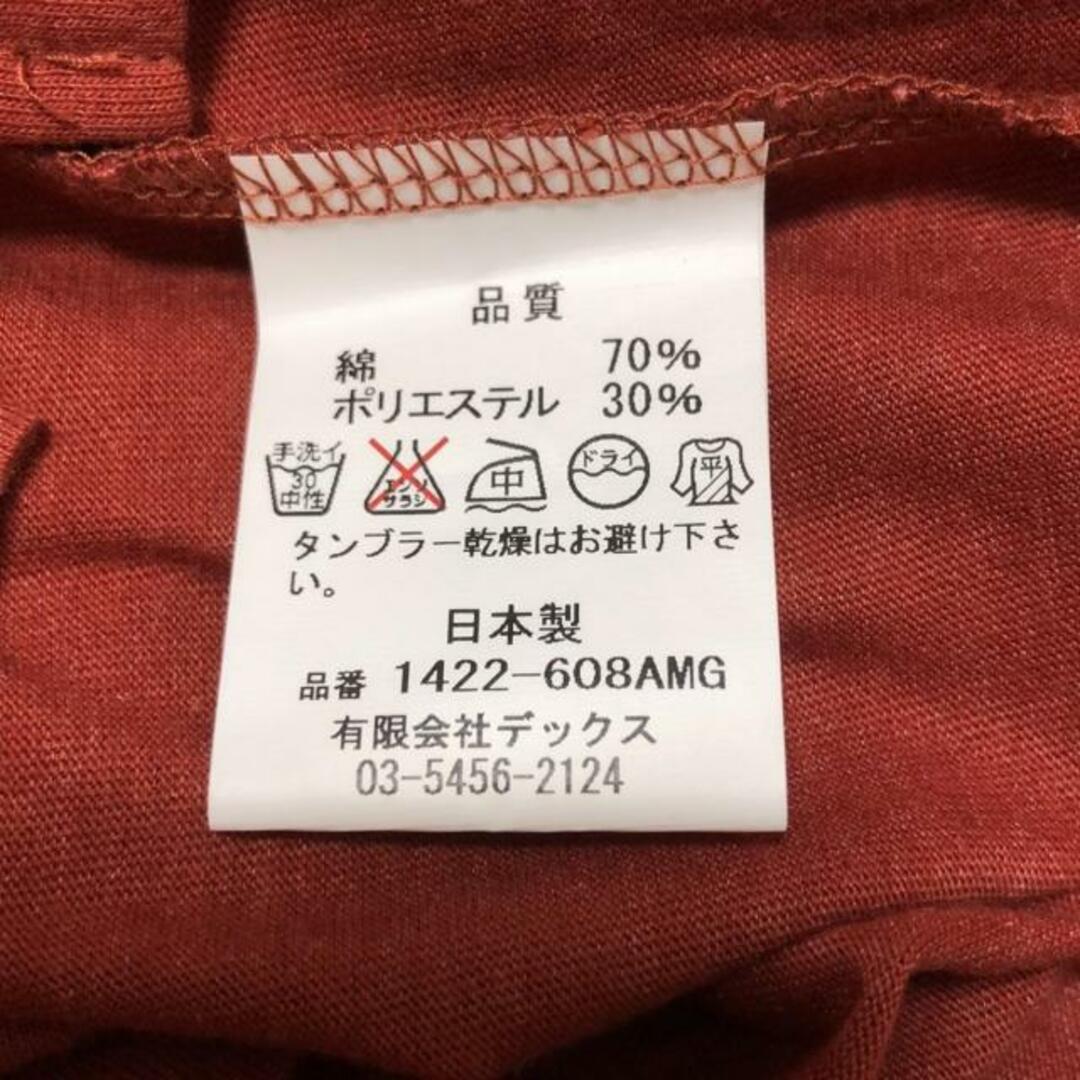 品質
綿 70%
ポリエステル 30%
手洗イ
30
中性
エンソ
サラシ
中
ドライ
平
タンブラー乾燥はお避け下さ
い。
日本製
品番 1422-608AMG
有限会社デックス
03-5456-2124